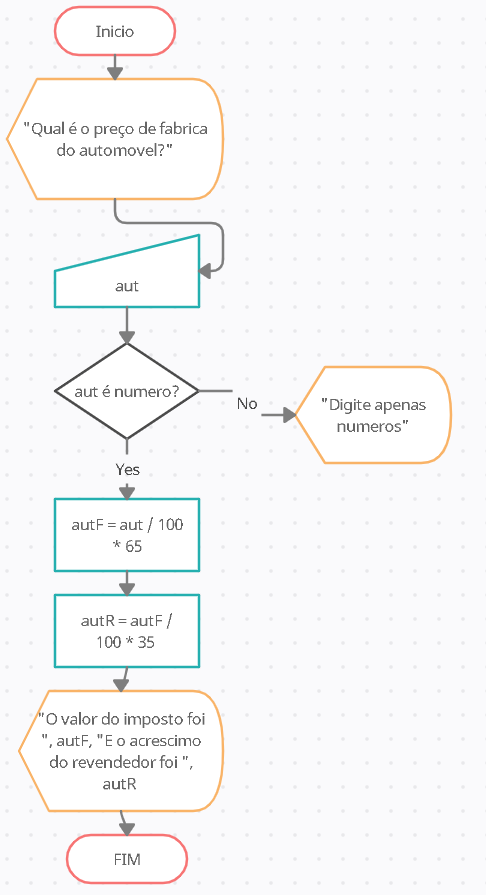 Inicio
"Qual é o preço de fabrica
do automovel?"
aut
aut é numero?
No
"Digite apenas
numeros"
Yes
autF = aut / 100
* 65
autR = autF /
100 * 35
"O valor do imposto foi
", autF, "E o acrescimo
do revendedor foi ",
autR
FIM